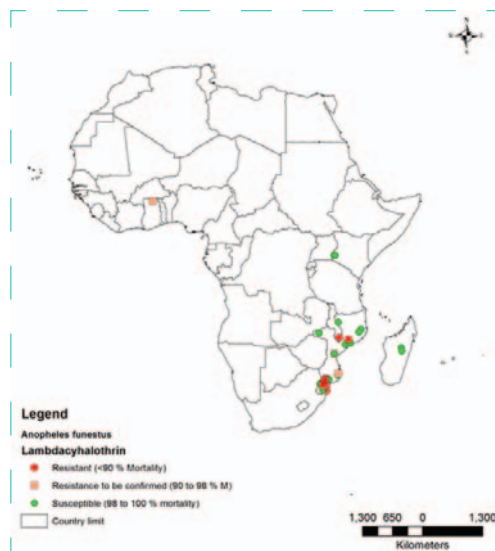 N
Legend
Anopheles funestus
Lambdacyhalothrin
Resistant (<90 % Mortality)
Resistance to be confirmed (90 to 98 % M)
Susceptible (98 to 100 % mortality)
Country limit
1,300 650 0 1,300
Kilometers